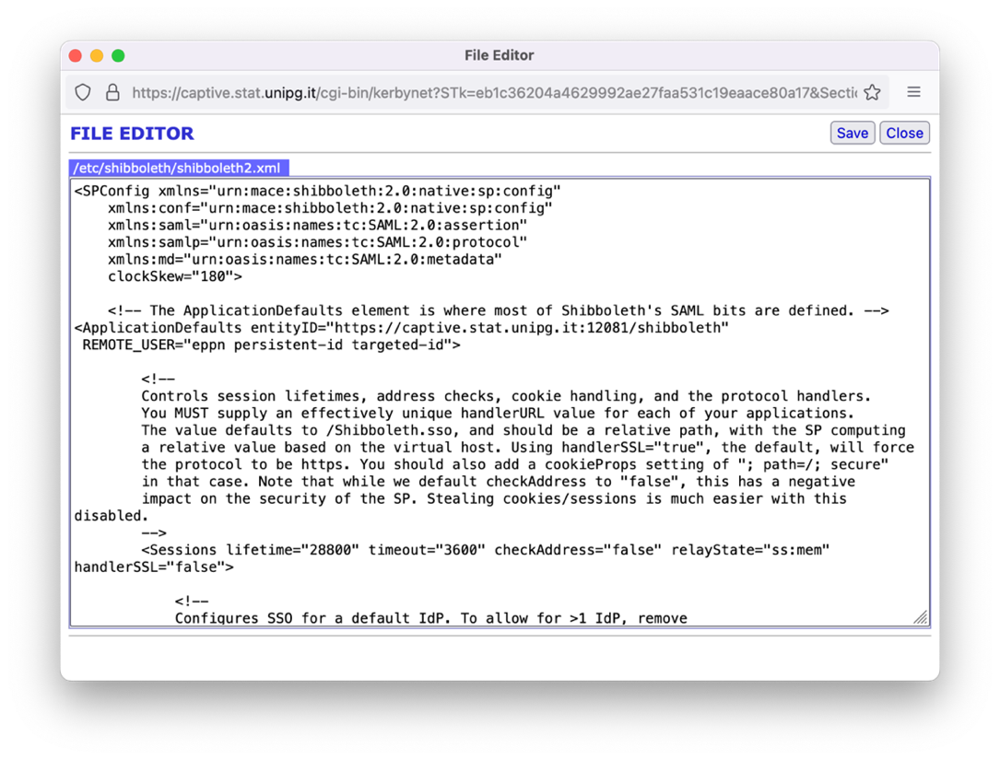 File Editor
https://captive.stat.unipg.it/cgi-bin/kerbynet?STk=eb1c36204a4629992ae27faa531c19eaace80a17&Sectio
FILE EDITOR Save Close
/etc/shibboleth/shibboleth2.xml
<SPConfig xmlns="urn:mace:shibboleth:2.0:native:sp:config"
    xmlns:conf="urn:mace:shibboleth:2.0:native:sp:config"
    xmlns:saml="urn:oasis:names:tc:SAML:2.0:assertion"
    xmlns:samlp="urn:oasis:names:tc:SAML:2.0:protocol"
    xmlns:md="urn:oasis:names:tc:SAML:2.0:metadata"
    clockSkew="180">
    <!-- The ApplicationDefaults element is where most of Shibboleth's SAML bits are defined. -->
<ApplicationDefaults entityID="https://captive.stat.unipg.it:12081/shibboleth"
 REMOTE_USER="eppn persistent-id targeted-id">
        <!--
        Controls session lifetimes, address checks, cookie handling, and the protocol handlers.
        You MUST supply an effectively unique handlerURL value for each of your applications.
        The value defaults to /Shibboleth.sso, and should be a relative path, with the SP computing
        a relative value based on the virtual host. Using handlerSSL="true", the default, will force
        the protocol to be https. You should also add a cookieProps setting of "; path=/; secure"
        in that case. Note that while we default checkAddress to "false", this has a negative
        impact on the security of the SP. Stealing cookies/sessions is much easier with this
disabled.
        -->
        <Sessions lifetime="28800" timeout="3600" checkAddress="false" relayState="ss:mem"
handlerSSL="false">
            <!--
            Configures SSO for a default IdP. To allow for >1 IdP, remove